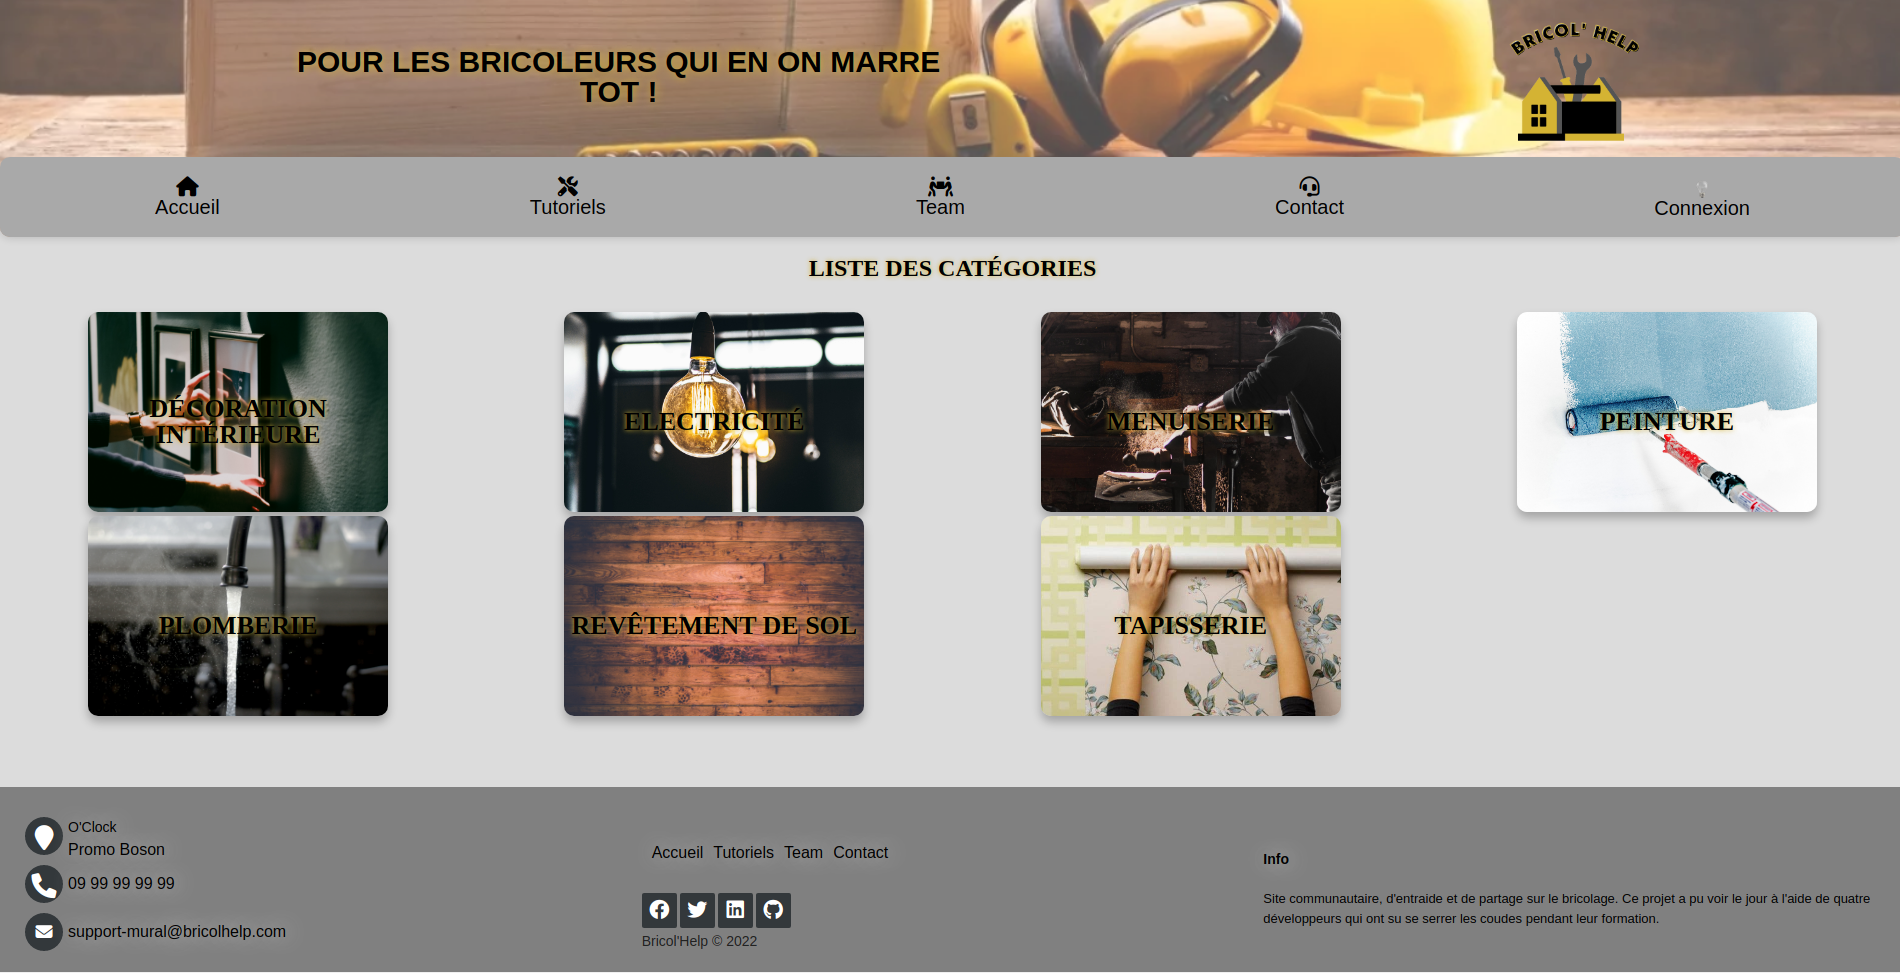 POUR LES BRICOLEURS QUI EN ON MARRE
TOT !
BRICOL' HELP
Accueil
Tutoriels
Team
Contact
Connexion
LISTE DES CATÉGORIES
DÉCORATION
INTÉRIEURE
ELECTRICITÉ
MENUISERIE
PEINTURE
PLOMBERIE
REVÊTEMENT DE SOL
TAPISSERIE
O'Clock
Promo Boson
09 99 99 99 99
support-mural@bricolhelp.com
Accueil Tutoriels Team Contact
Bricol'Help © 2022
Info
Site communautaire, d'entraide et de partage sur le bricolage. Ce projet a pu voir le jour à l'aide de quatre
développeurs qui ont su se serrer les coudes pendant leur formation.